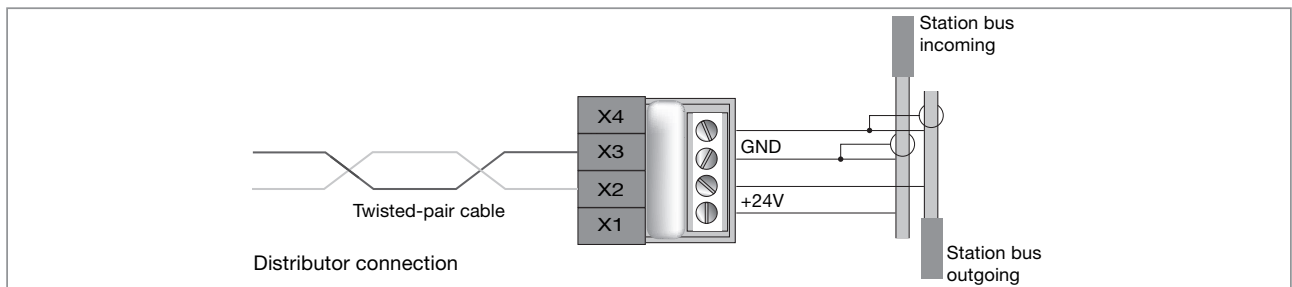 Station bus
incoming
X4
X3
GND
X2
+24V
X1
Twisted-pair cable
Distributor connection
Station bus
outgoing